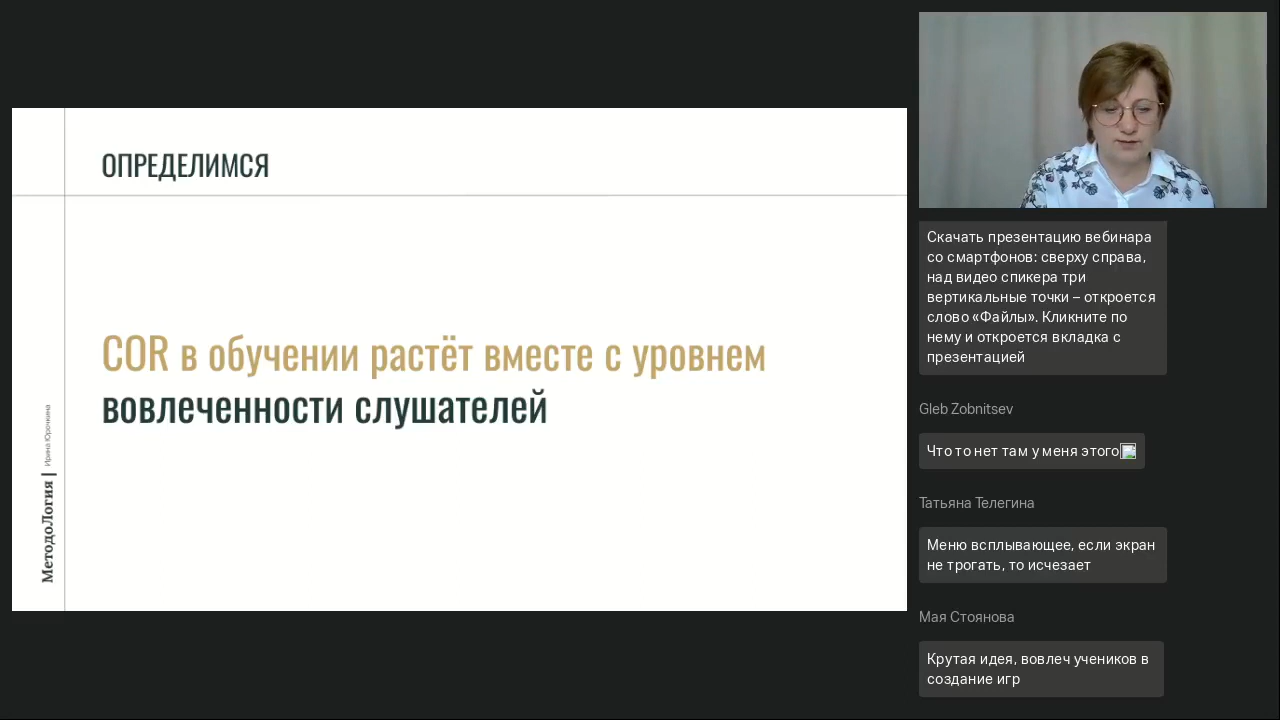 ОПРЕДЕЛИМСЯ
COR в обучении растёт вместе с уровнем
вовлеченности слушателей
МетодоЛогия | Ирина Юрочкина
Скачать презентацию вебинара
со смартфонов: сверху справа,
над видео спикера три
вертикальные точки – откроется
слово «Файлы». Кликните по
нему и откроется вкладка с
презентацией
Gleb Zobnitsev
Что то нет там у меня этого
Татьяна Телегина
Меню всплывающее, если экран
не трогать, то исчезает
Мая Стоянова
Крутая идея, вовлеч учеников в
создание игр